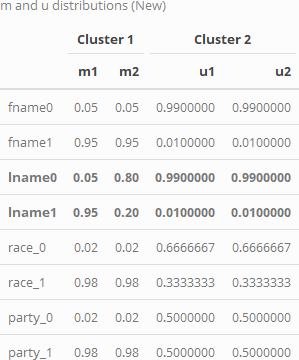 m and u distributions (New)
Cluster 1 Cluster 2
m1 m2 u1 u2
fname0 0.05 0.05 0.9900000 0.9900000
fname1 0.95 0.95 0.0100000 0.0100000
lname0 0.05 0.80 0.9900000 0.9900000
lname1 0.95 0.20 0.0100000 0.0100000
race_0 0.02 0.02 0.6666667 0.6666667
race_1 0.98 0.98 0.3333333 0.3333333
party_0 0.02 0.02 0.5000000 0.5000000
party_1 0.98 0.98 0.5000000 0.5000000